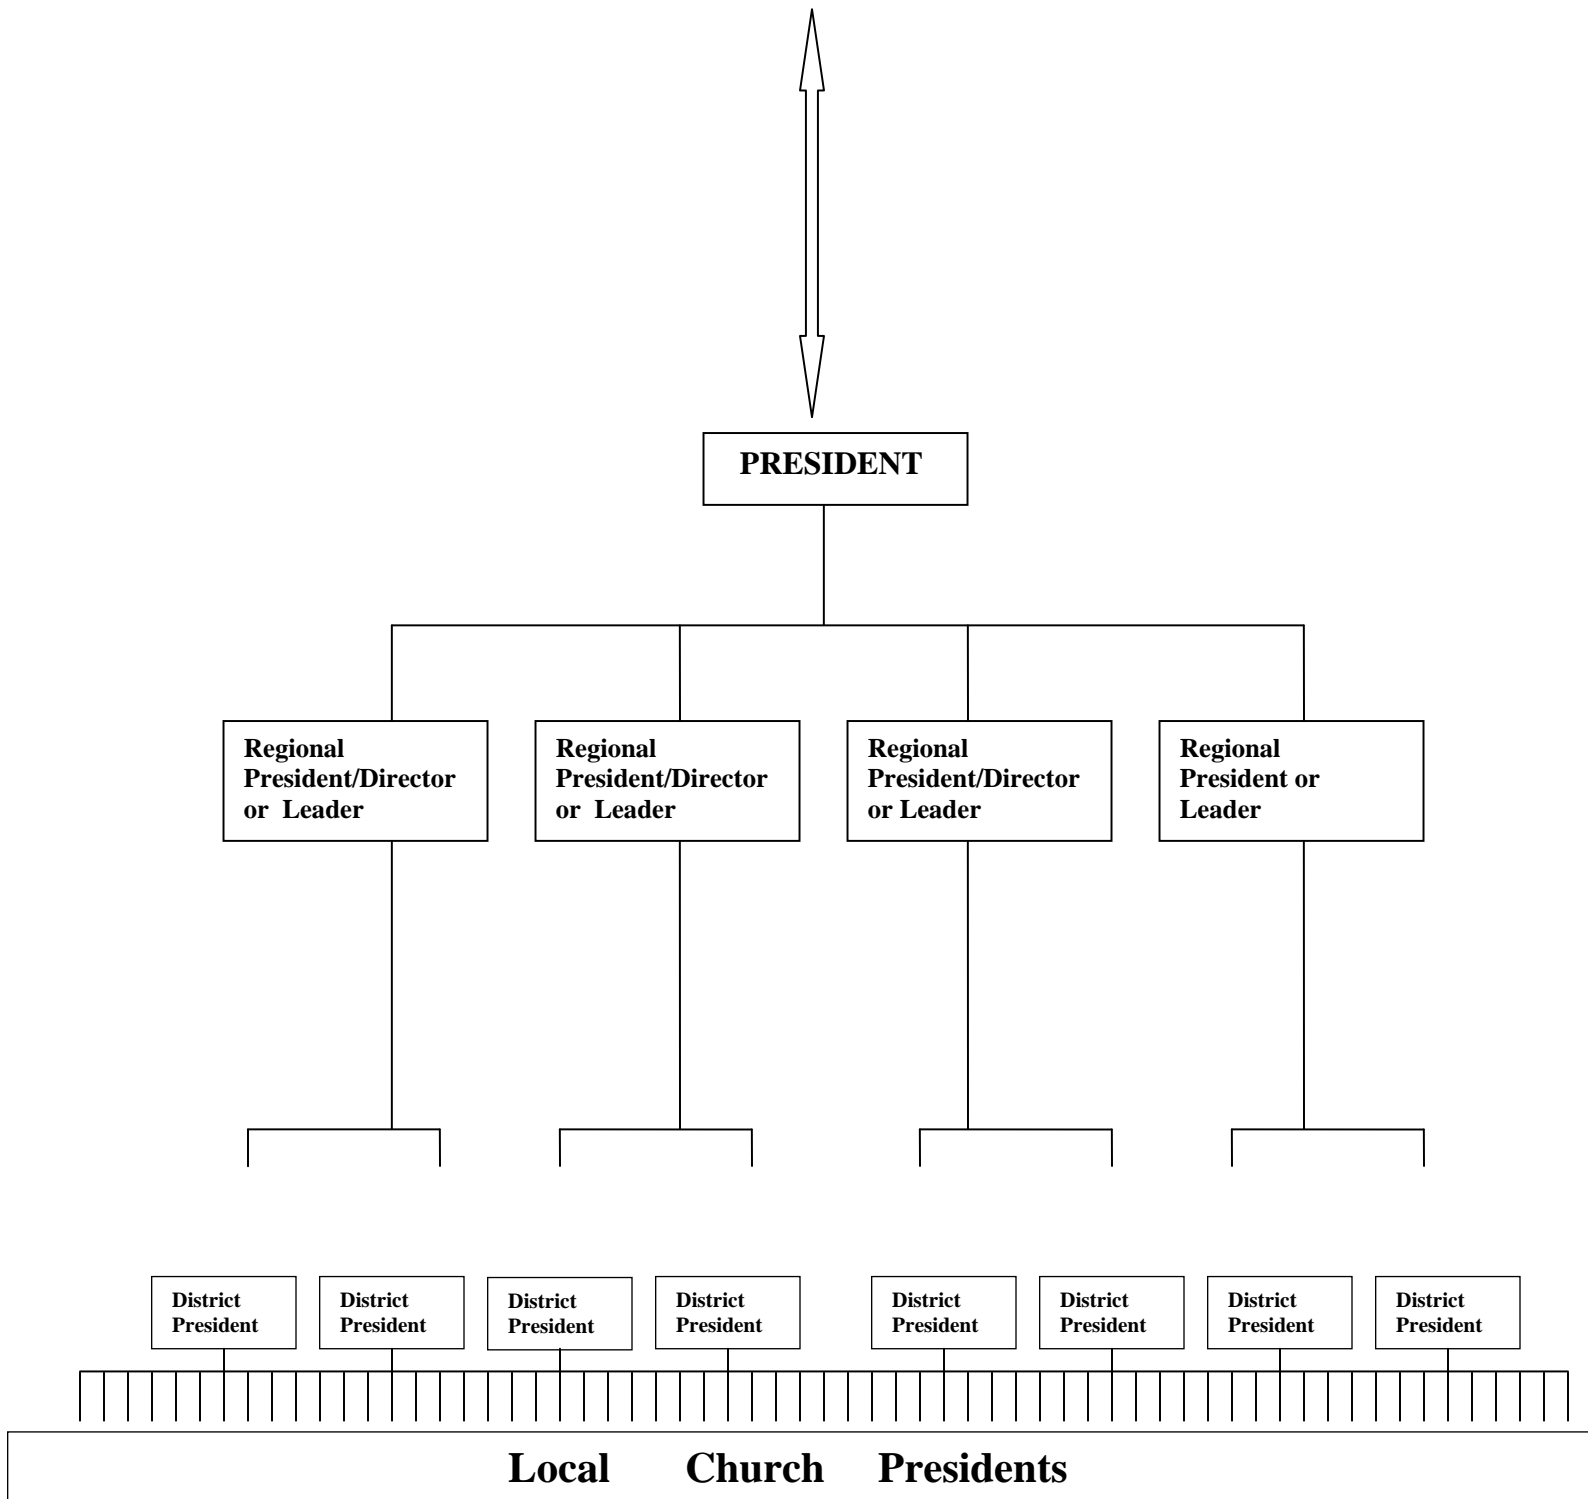 PRESIDENT
Regional
President/Director
or  Leader
Regional
President/Director
or  Leader
Regional
President/Director
or Leader
Regional
President or
Leader
District
President
District
President
District
President
District
President
District
President
District
President
District
President
District
President
Local Church Presidents